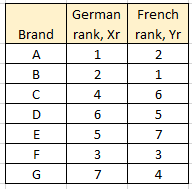 Brand German rank, Xr French rank, Yr
A 1 2
B 2 1
C 4 6
D 6 5
E 5 7
F 3 3
G 7 4